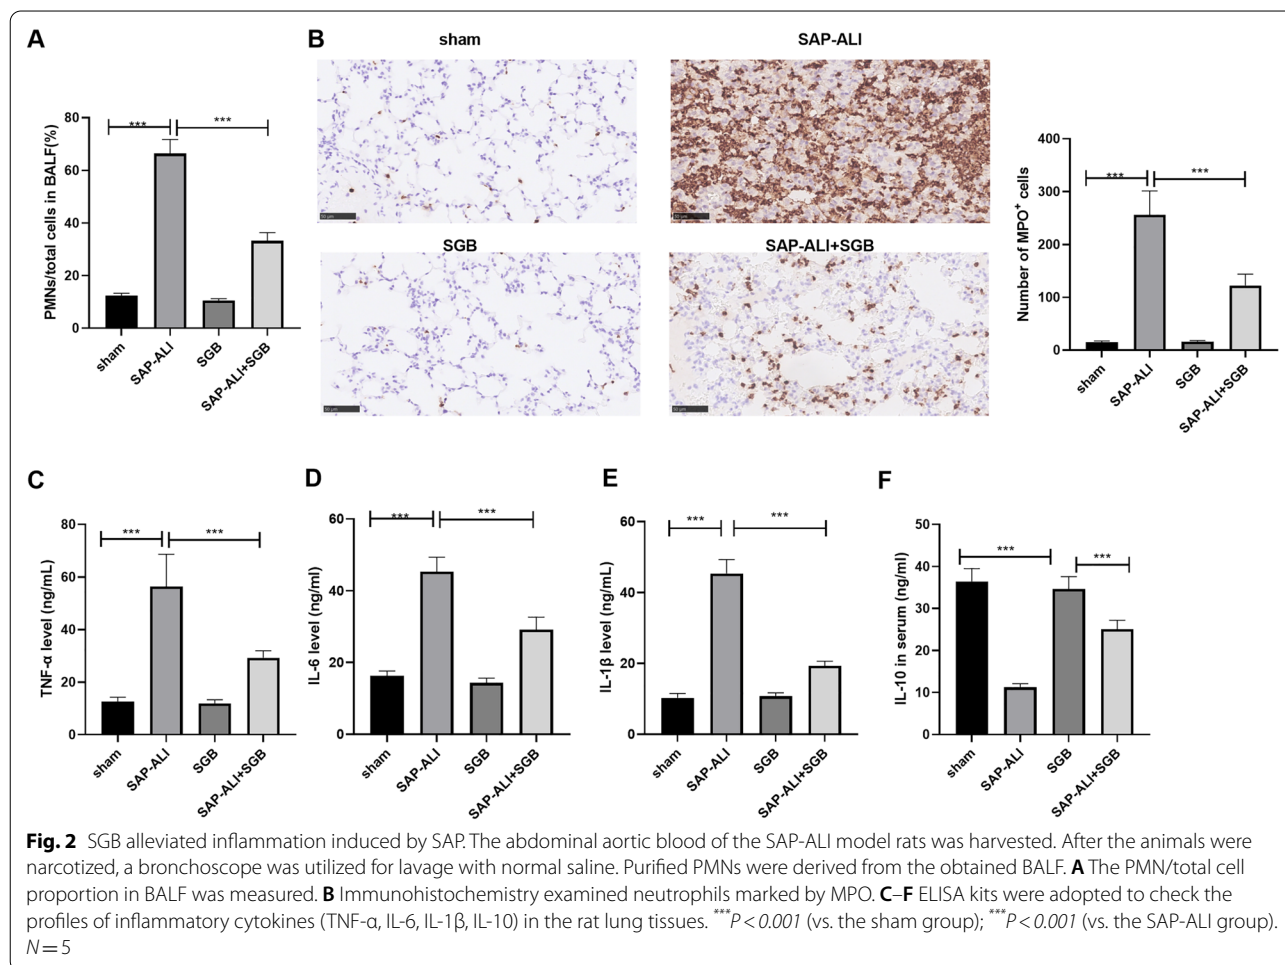 A
PMNs/total cells in BALF(%)
80
60
40
20
0
***
***
sham
SAP-ALI
SGB
SAP-ALI+SGB
B
sham
SAP-ALI
50 μm
50 μm
SGB
SAP-ALI+SGB
50 μm
50 μm
Number of MPO⁺ cells
400
300
200
100
0
***
***
sham
SAP-ALI
SGB
SAP-ALI+SGB
C
TNF-α level (ng/mL)
80
60
40
20
0
***
***
sham
SAP-ALI
SGB
SAP-ALI+SGB
D
IL-6 level (ng/ml)
60
40
20
0
***
***
sham
SAP-ALI
SGB
SAP-ALI+SGB
E
IL-1β level (ng/mL)
60
40
20
0
***
***
sham
SAP-ALI
SGB
SAP-ALI+SGB
F
IL-10 in serum (ng/ml)
50
40
30
20
10
0
***
***
sham
SAP-ALI
SGB
SAP-ALI+SGB
Fig. 2 SGB alleviated inflammation induced by SAP. The abdominal aortic blood of the SAP-ALI model rats was harvested. After the animals were
narcotized, a bronchoscope was utilized for lavage with normal saline. Purified PMNs were derived from the obtained BALF. A The PMN/total cell
proportion in BALF was measured. B Immunohistochemistry examined neutrophils marked by MPO. C–F ELISA kits were adopted to check the
profiles of inflammatory cytokines (TNF-α, IL-6, IL-1β, IL-10) in the rat lung tissues. ***P < 0.001 (vs. the sham group); ***P < 0.001 (vs. the SAP-ALI group).
N = 5